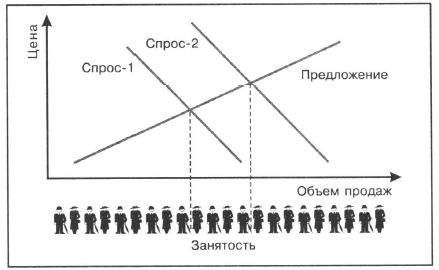 Цена
Спрос-1
Спрос-2
Предложение
Объем продаж
Занятость